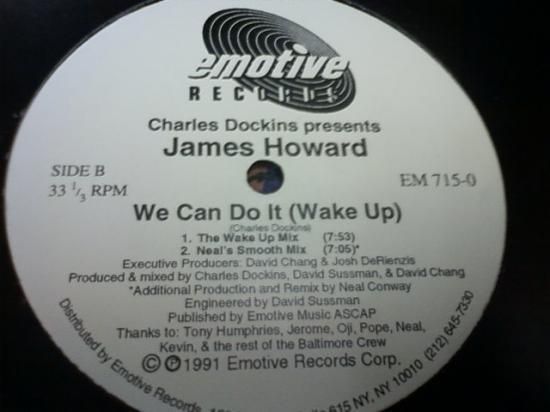 emotive
RECORDS
Charles Dockins presents
James Howard
SIDE B
33 1/3 RPM
EM 715-0
We Can Do It (Wake Up)
(Charles Dockins)
1. The Wake Up Mix (7:53)
2. Neal's Smooth Mix (7:05)*
Executive Producers: David Chang & Josh DeRienzis
Produced & mixed by Charles Dockins, David Sussman, & David Chang
*Additional Production and Remix by Neal Conway
Engineered by David Sussman
Published by Emotive Music ASCAP
Thanks to: Tony Humphries, Jerome, Oji, Pope, Neal,
Kevin, & the rest of the Baltimore Crew
© ℗ 1991 Emotive Records Corp.
Distributed by Emotive Records, 615 NY, NY 10010 (212) 645-7330